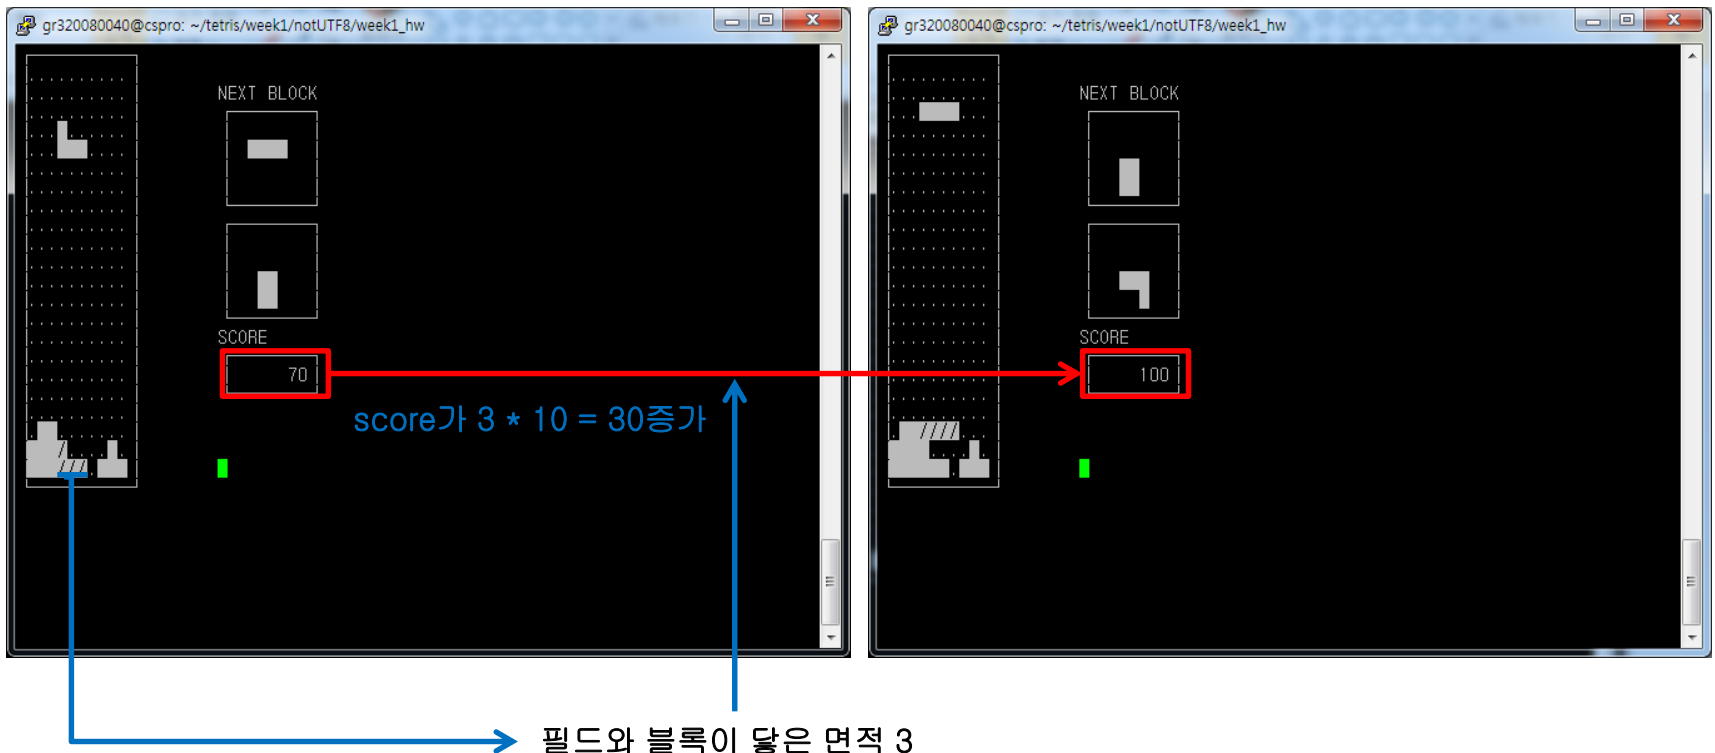 gr320080040@cspro: ~/tetris/week1/notUTF8/week1_hw
NEXT BLOCK
SCORE
70
gr320080040@cspro: ~/tetris/week1/notUTF8/week1_hw
NEXT BLOCK
SCORE
100
score가 3 * 10 = 30증가
필드와 블록이 닿은 면적 3